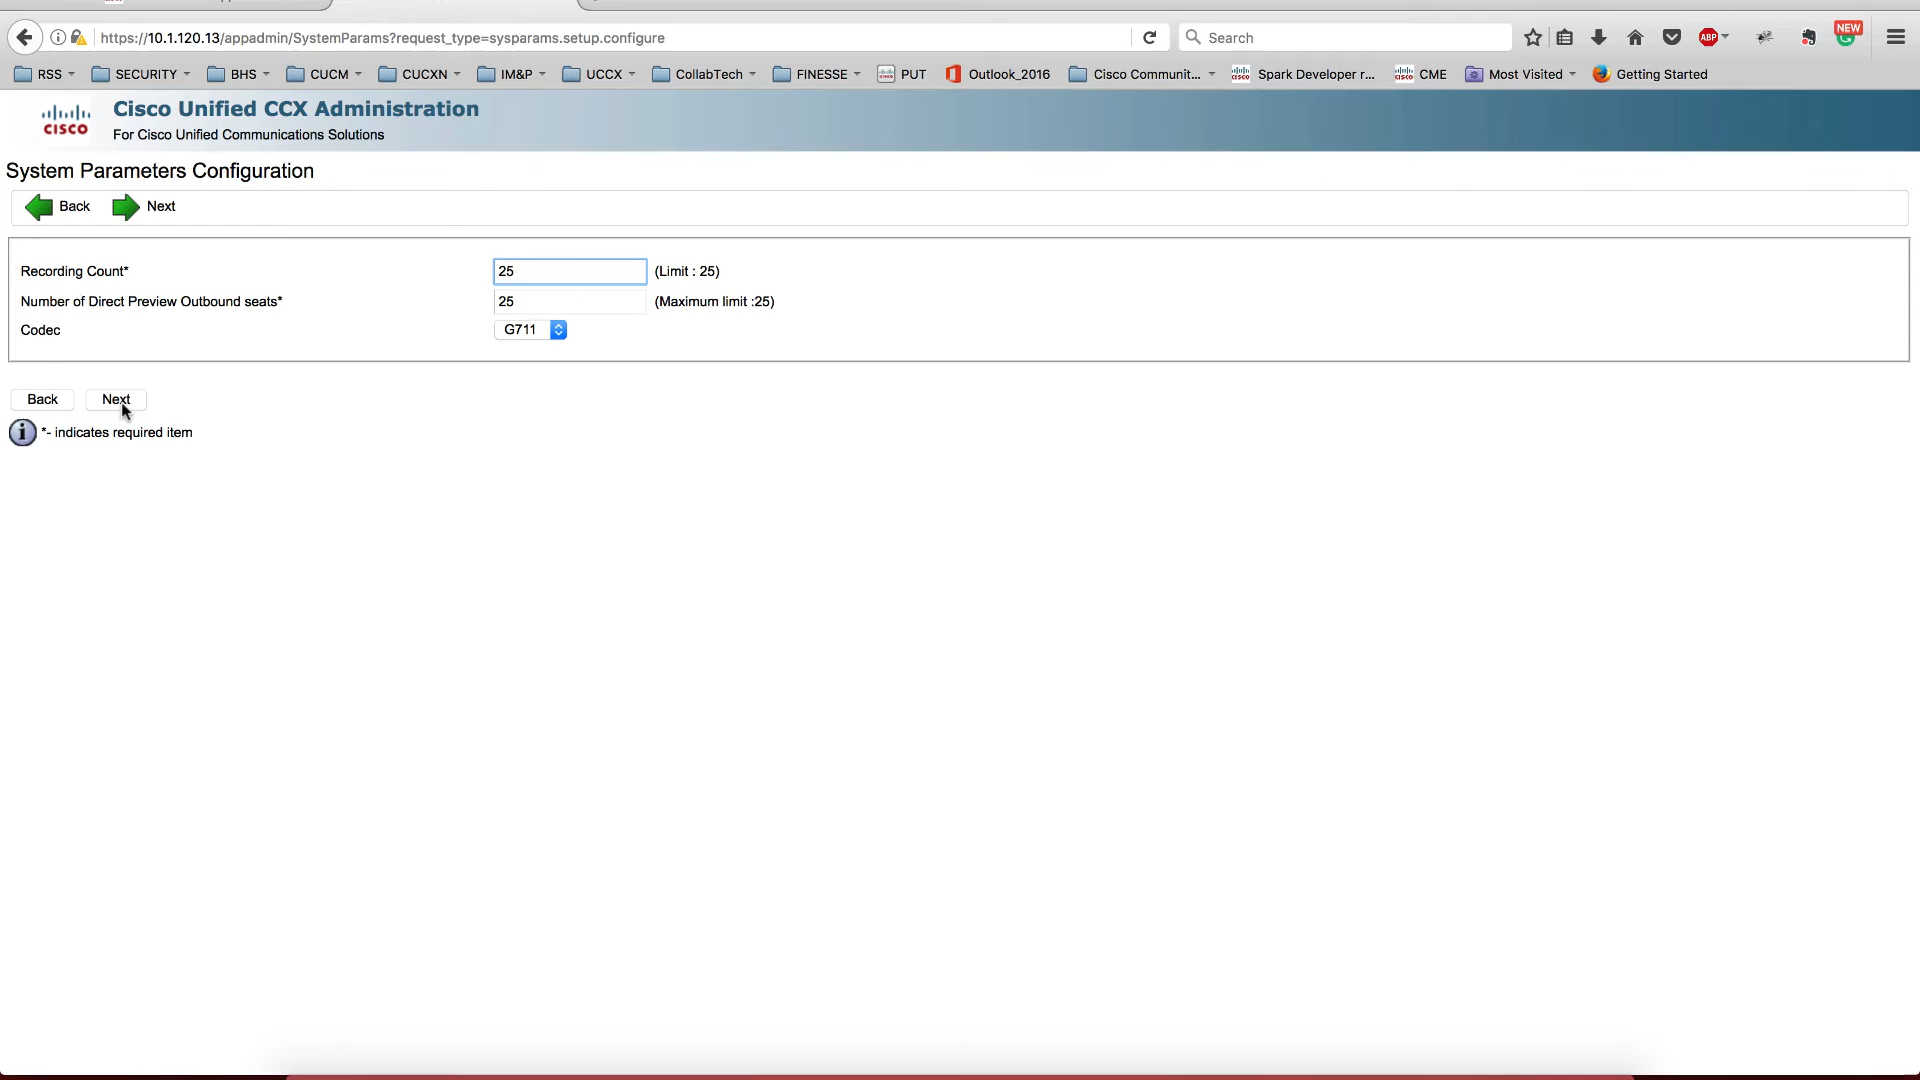 https://10.1.120.13/appadmin/SystemParams?request_type=sysparams.setup.configure
Search
ABP
NEW
RSS SECURITY BHS CUCM CUCXN IM&P UCCX CollabTech FINESSE PUT Outlook_2016 Cisco Communit... Spark Developer r... CME Most Visited Getting Started
Cisco Unified CCX Administration
CISCO
For Cisco Unified Communications Solutions
System Parameters Configuration
Back Next
Recording Count* 25 (Limit : 25)
Number of Direct Preview Outbound seats* 25 (Maximum limit :25)
Codec G711
Back Next
*- indicates required item